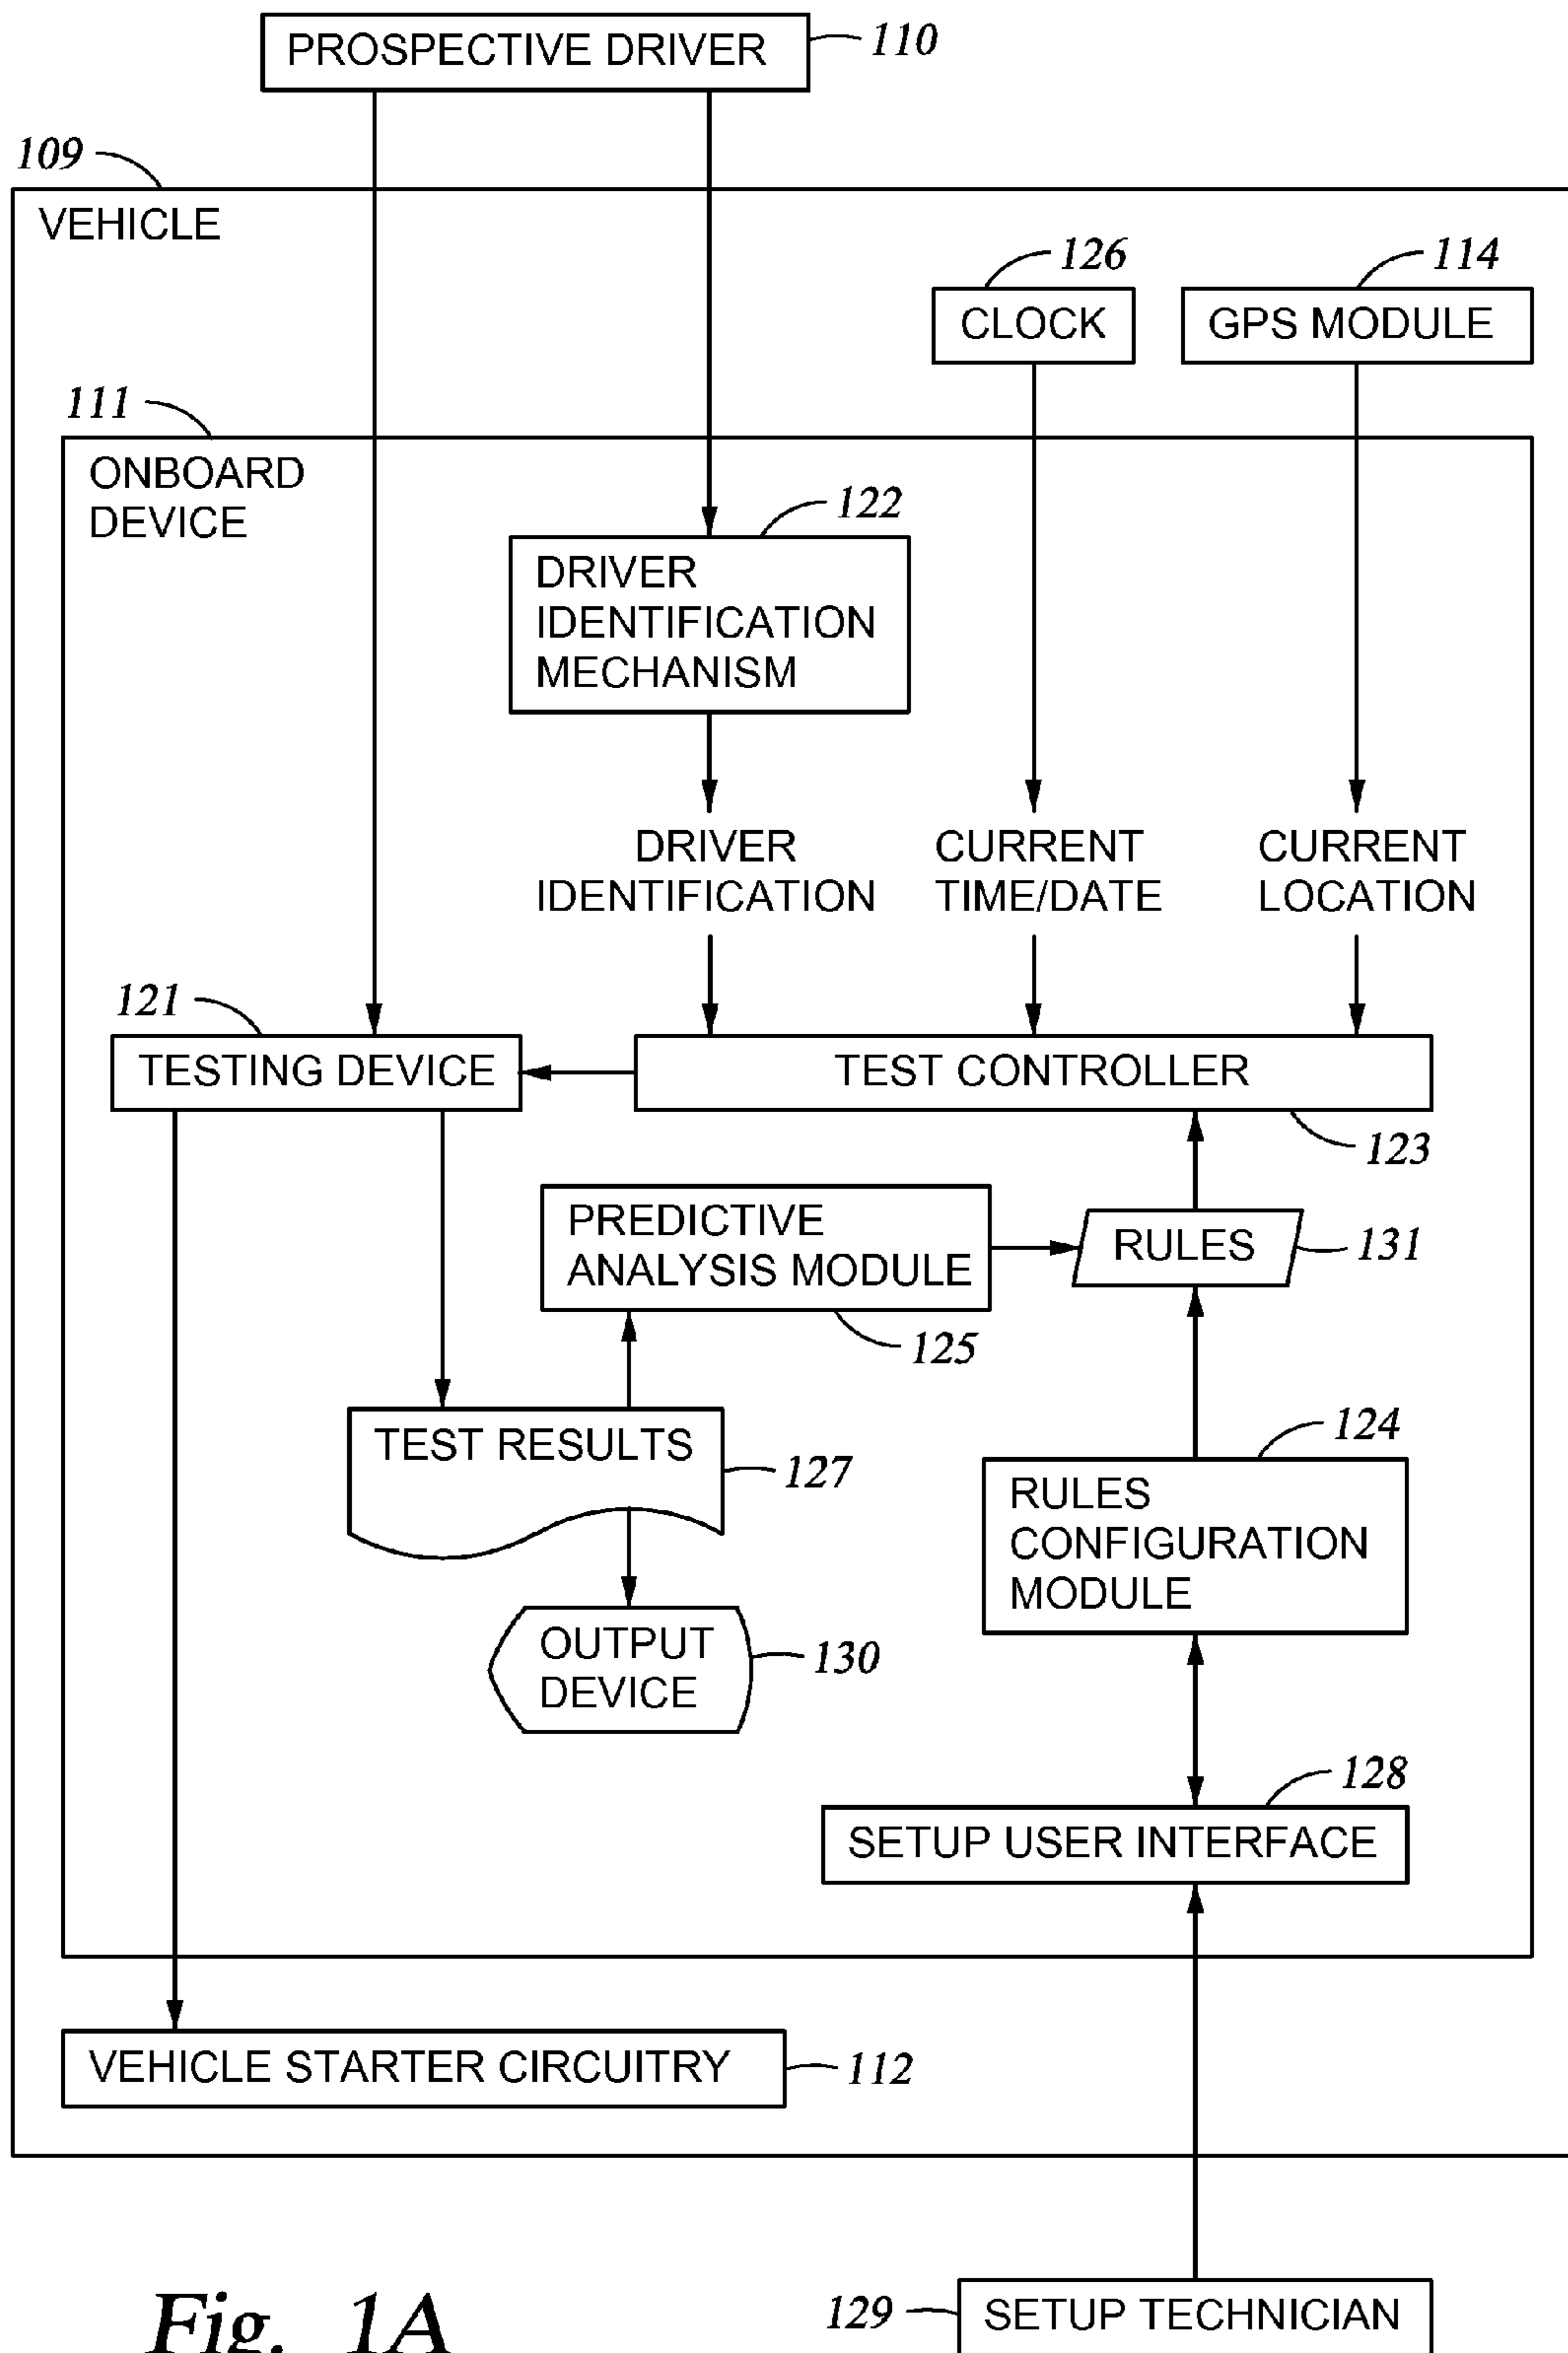 PROSPECTIVE DRIVER
110
109
VEHICLE
126
114
CLOCK
GPS MODULE
111
ONBOARD
DEVICE
122
DRIVER
IDENTIFICATION
MECHANISM
DRIVER
IDENTIFICATION
CURRENT
TIME/DATE
CURRENT
LOCATION
121
TESTING DEVICE
TEST CONTROLLER
123
PREDICTIVE
ANALYSIS MODULE
RULES
131
125
TEST RESULTS
127
124
RULES
CONFIGURATION
MODULE
OUTPUT
DEVICE
130
128
SETUP USER INTERFACE
VEHICLE STARTER CIRCUITRY
112
129
SETUP TECHNICIAN
Fig. 1A